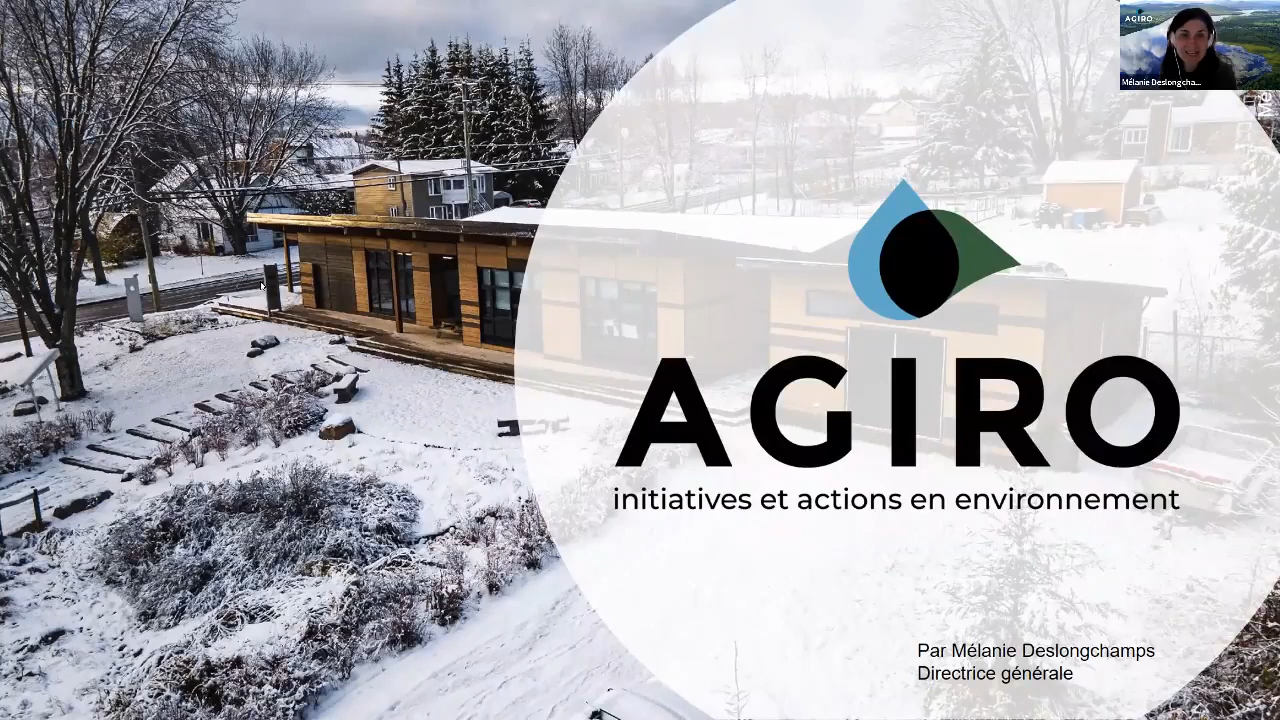 AGIRO
Mélanie Deslongcha...
AGIRO
initiatives et actions en environnement
Par Mélanie Deslongchamps
Directrice générale